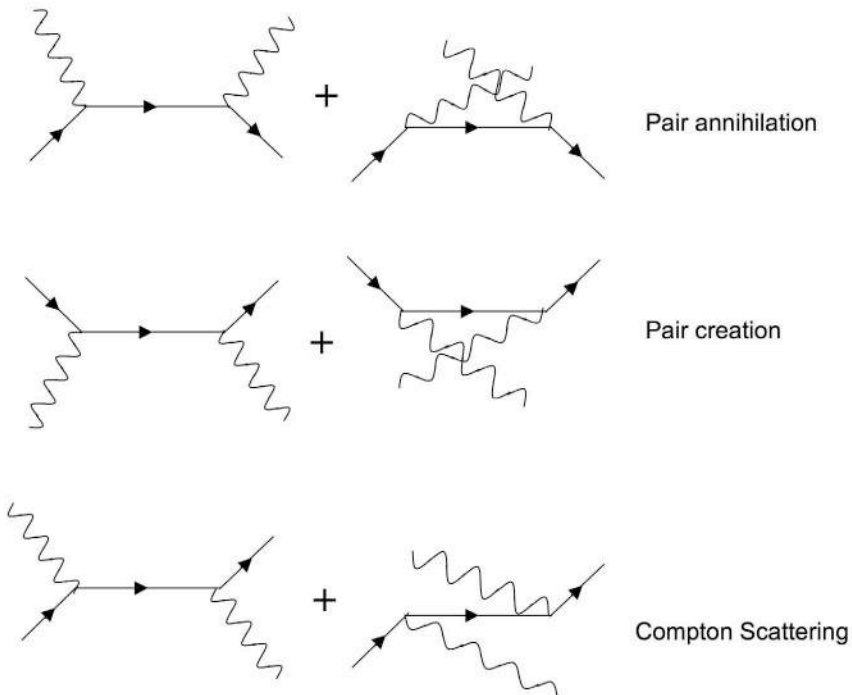 +
Pair annihilation
+
Pair creation
+
Compton Scattering